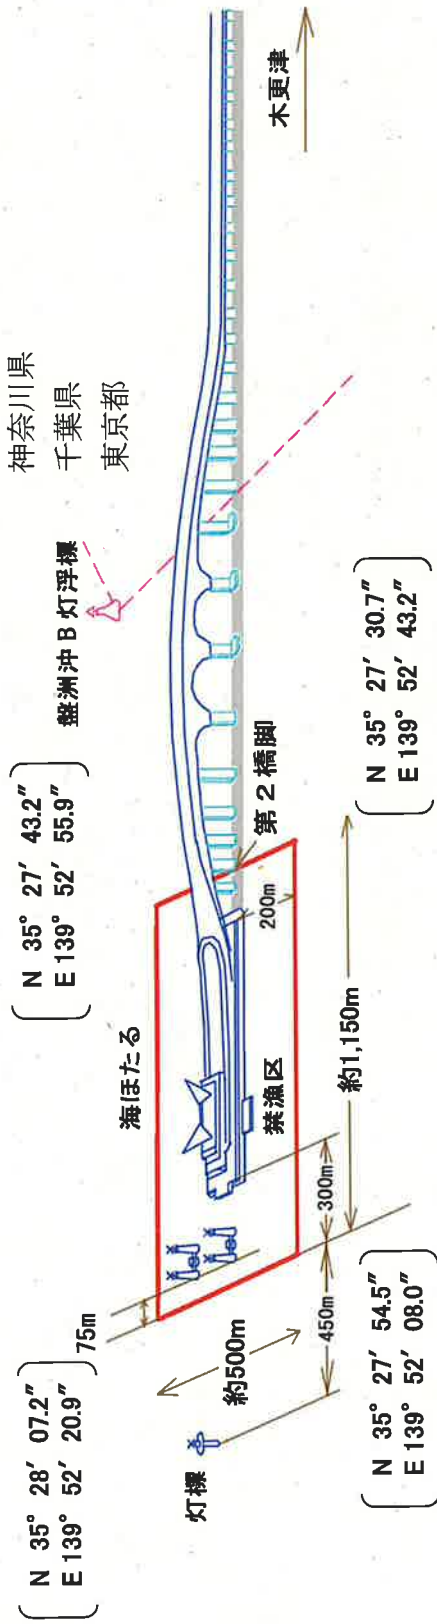 神奈川県
千葉県
東京都
盤洲沖B灯浮標
木更津
N 35° 27′ 43.2″
E 139° 52′ 55.9″
海ほたる
第2橋脚
200m
禁漁区
N 35° 28′ 07.2″
E 139° 52′ 20.9″
75m
灯標
約500m
300m
450m
約1,150m
N 35° 27′ 54.5″
E 139° 52′ 08.0″
N 35° 27′ 30.7″
E 139° 52′ 43.2″